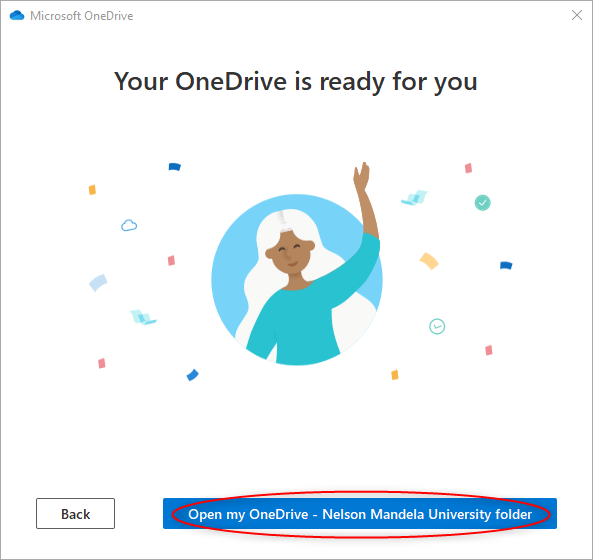 Microsoft OneDrive
Your OneDrive is ready for you
Back
Open my OneDrive - Nelson Mandela University folder